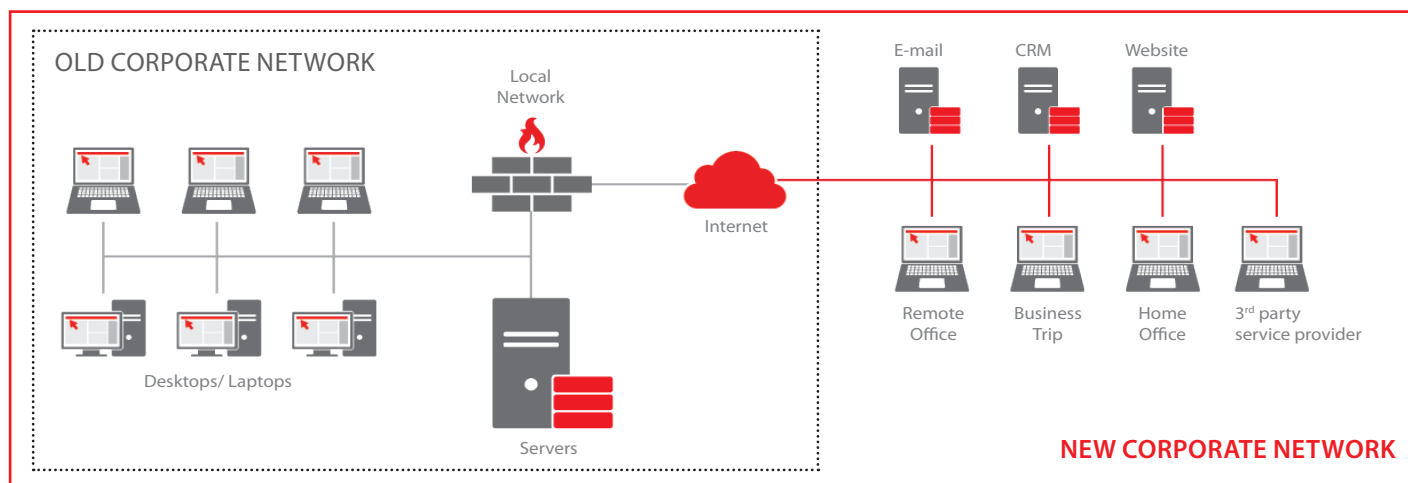 OLD CORPORATE NETWORK
Local
Network
Internet
Desktops/ Laptops
Servers
E-mail
CRM
Website
Remote
Office
Business
Trip
Home
Office
3rd party
service provider
NEW CORPORATE NETWORK